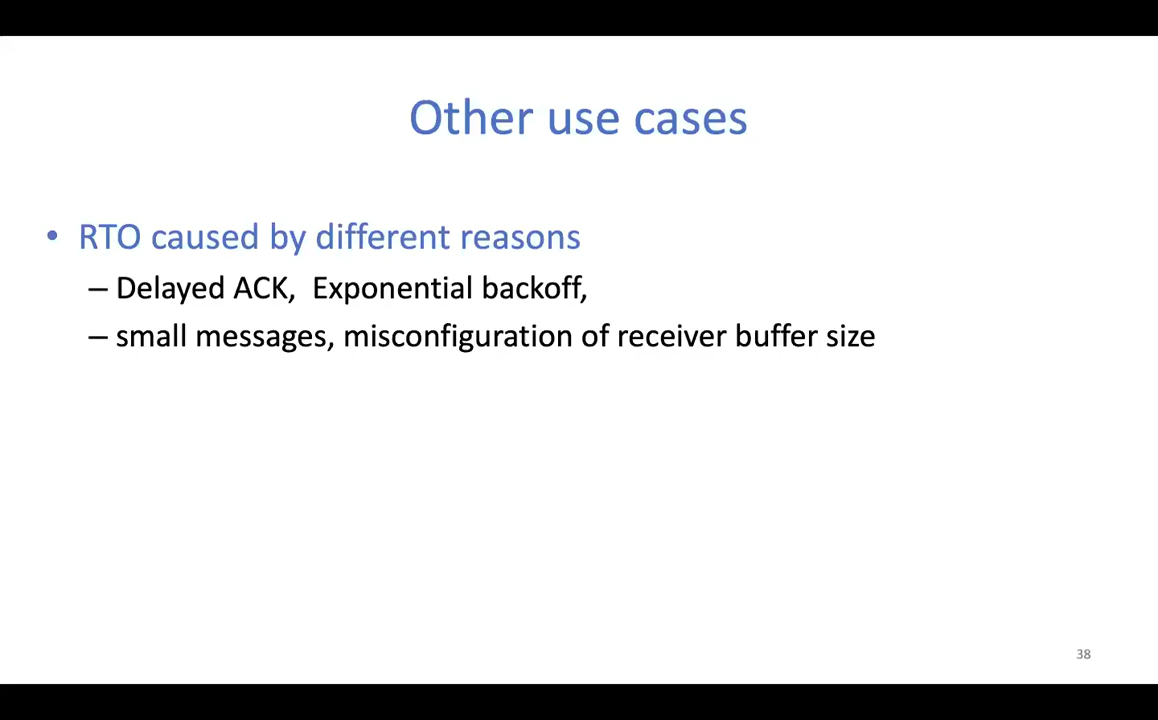 Other use cases
• RTO caused by different reasons
– Delayed ACK,  Exponential backoff,
– small messages, misconfiguration of receiver buffer size
38